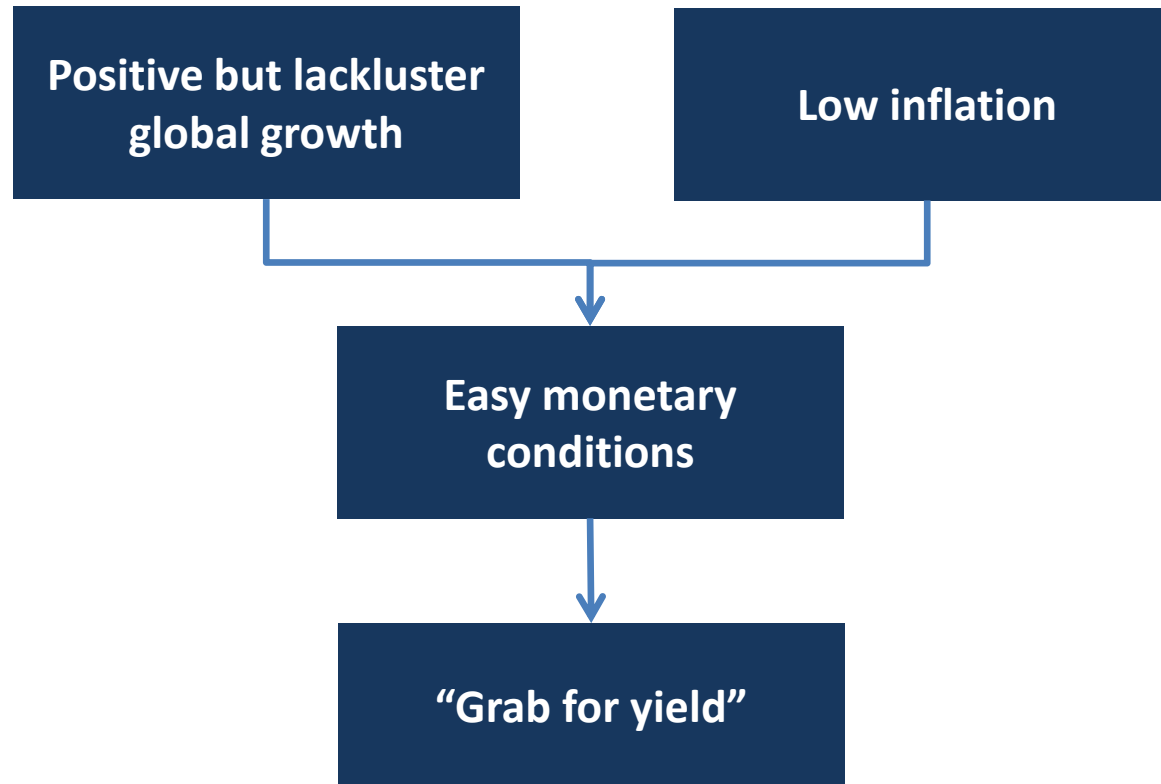 Positive but lackluster
global growth
Low inflation
Easy monetary
conditions
“Grab for yield”